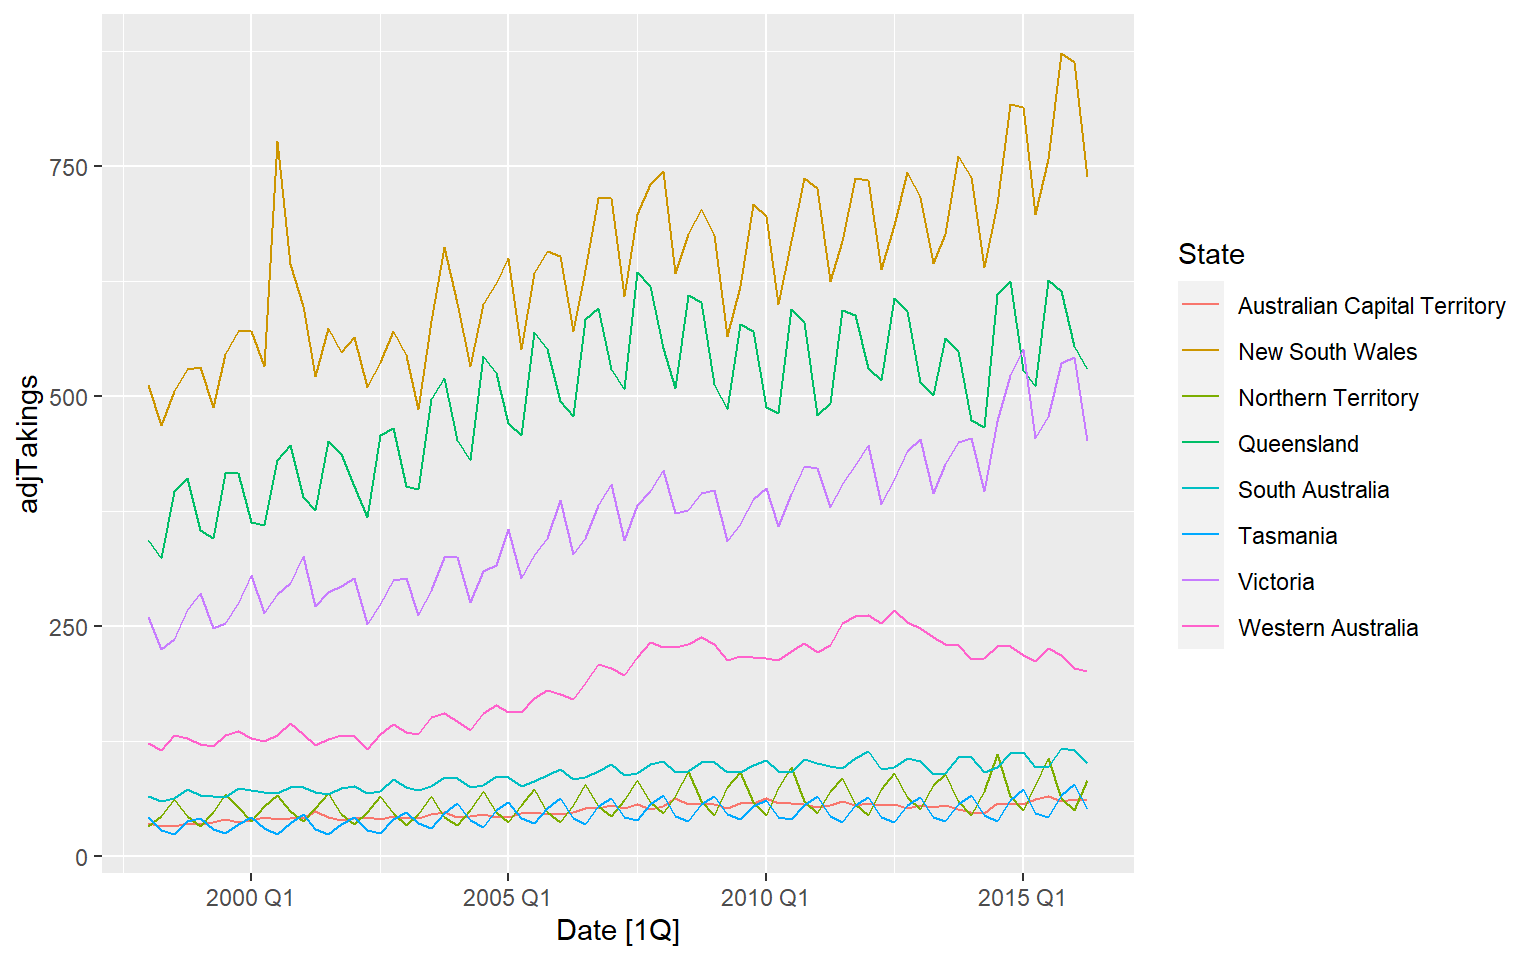 adjTakings
750
500
250
0
2000 Q1
2005 Q1
2010 Q1
2015 Q1
Date [1Q]
State
Australian Capital Territory
New South Wales
Northern Territory
Queensland
South Australia
Tasmania
Victoria
Western Australia